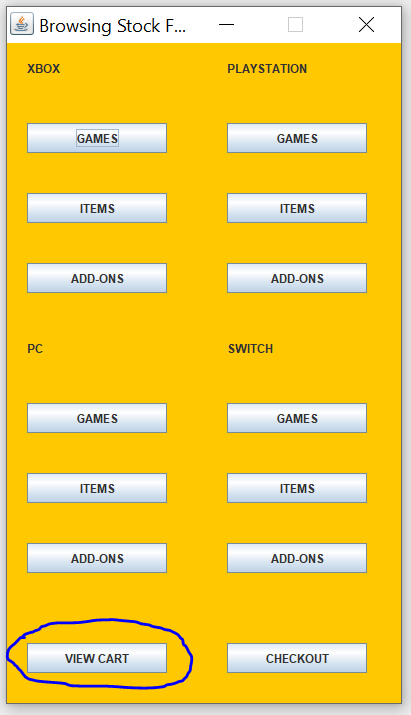 Browsing Stock F...
XBOX
PLAYSTATION
GAMES
GAMES
ITEMS
ITEMS
ADD-ONS
ADD-ONS
PC
SWITCH
GAMES
GAMES
ITEMS
ITEMS
ADD-ONS
ADD-ONS
VIEW CART
CHECKOUT